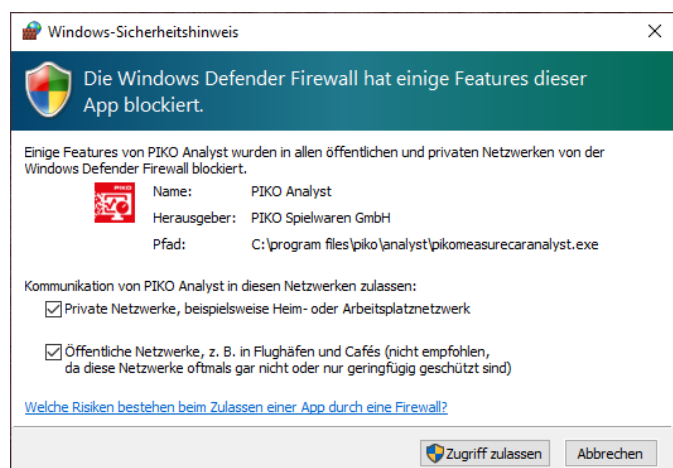 Windows-Sicherheitshinweis
Die Windows Defender Firewall hat einige Features dieser
App blockiert.
Einige Features von PIKO Analyst wurden in allen öffentlichen und privaten Netzwerken von der
Windows Defender Firewall blockiert.
PIKO
Name: PIKO Analyst
Herausgeber: PIKO Spielwaren GmbH
Pfad: C:\program files\piko\analyst\pikomeasurecaranalyst.exe
Kommunikation von PIKO Analyst in diesen Netzwerken zulassen:
Private Netzwerke, beispielsweise Heim- oder Arbeitsplatznetzwerk
Öffentliche Netzwerke, z. B. in Flughäfen und Cafés (nicht empfohlen,
da diese Netzwerke oftmals gar nicht oder nur geringfügig geschützt sind)
Welche Risiken bestehen beim Zulassen einer App durch eine Firewall?
Zugriff zulassen Abbrechen